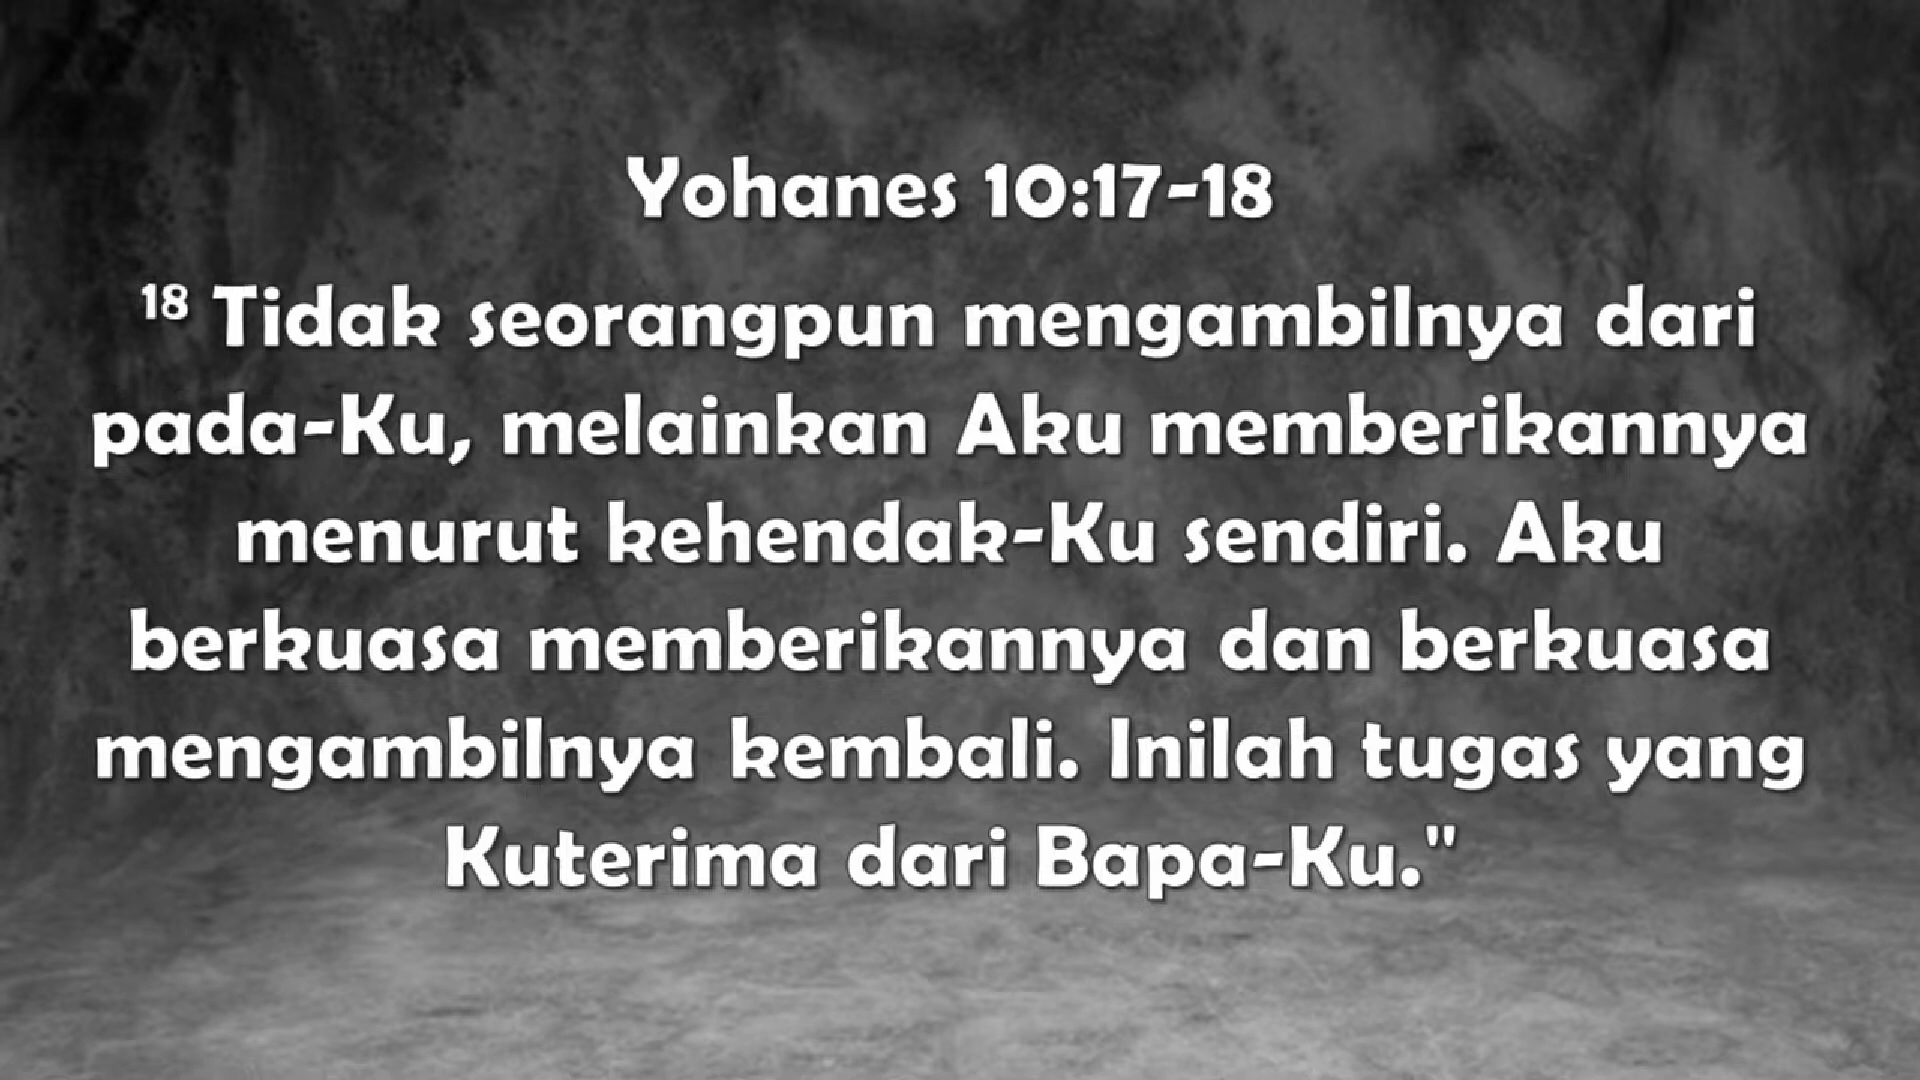 Yohanes 10:17-18
18 Tidak seorangpun mengambilnya dari
pada-Ku, melainkan Aku memberikannya
menurut kehendak-Ku sendiri. Aku
berkuasa memberikannya dan berkuasa
mengambilnya kembali. Inilah tugas yang
Kuterima dari Bapa-Ku."